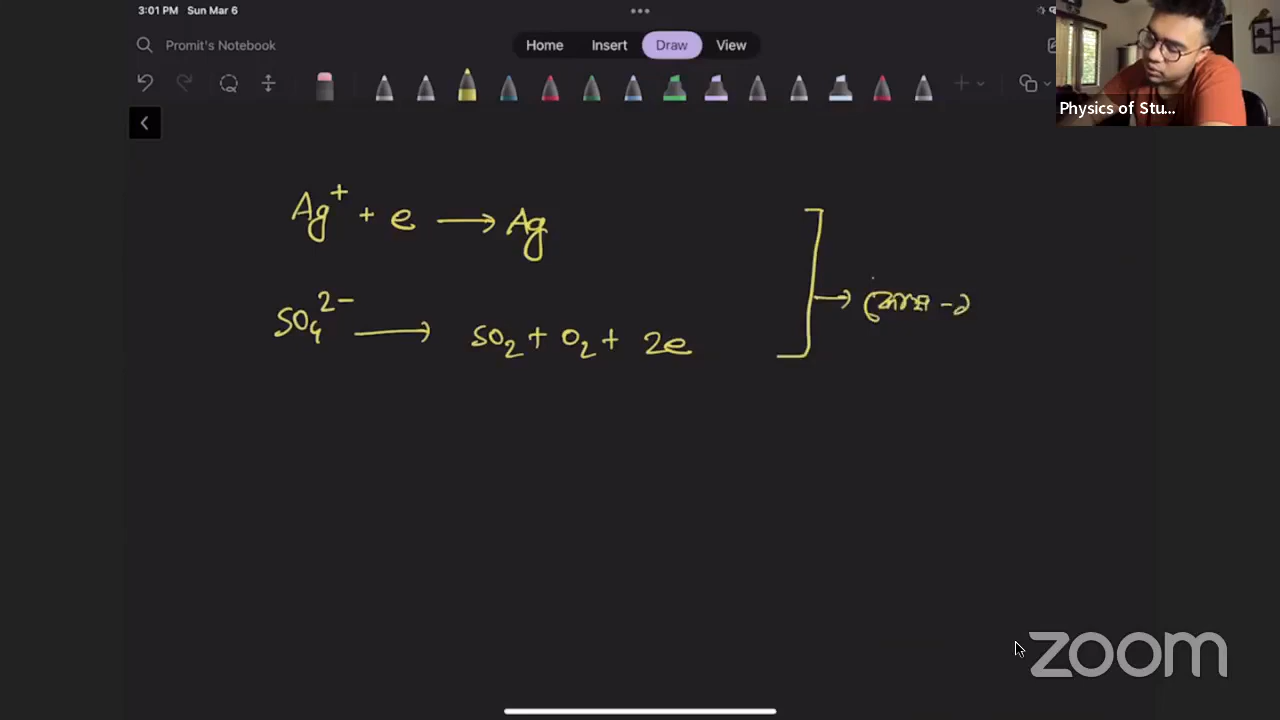 3:01 PM Sun Mar 6
Promit's Notebook
Home Insert Draw View
Physics of Stu...
Ag⁺ + e ⟶ Ag
SO₄²⁻ ⟶ SO₂ + O₂ + 2e
→ কোষ - ১
zoom